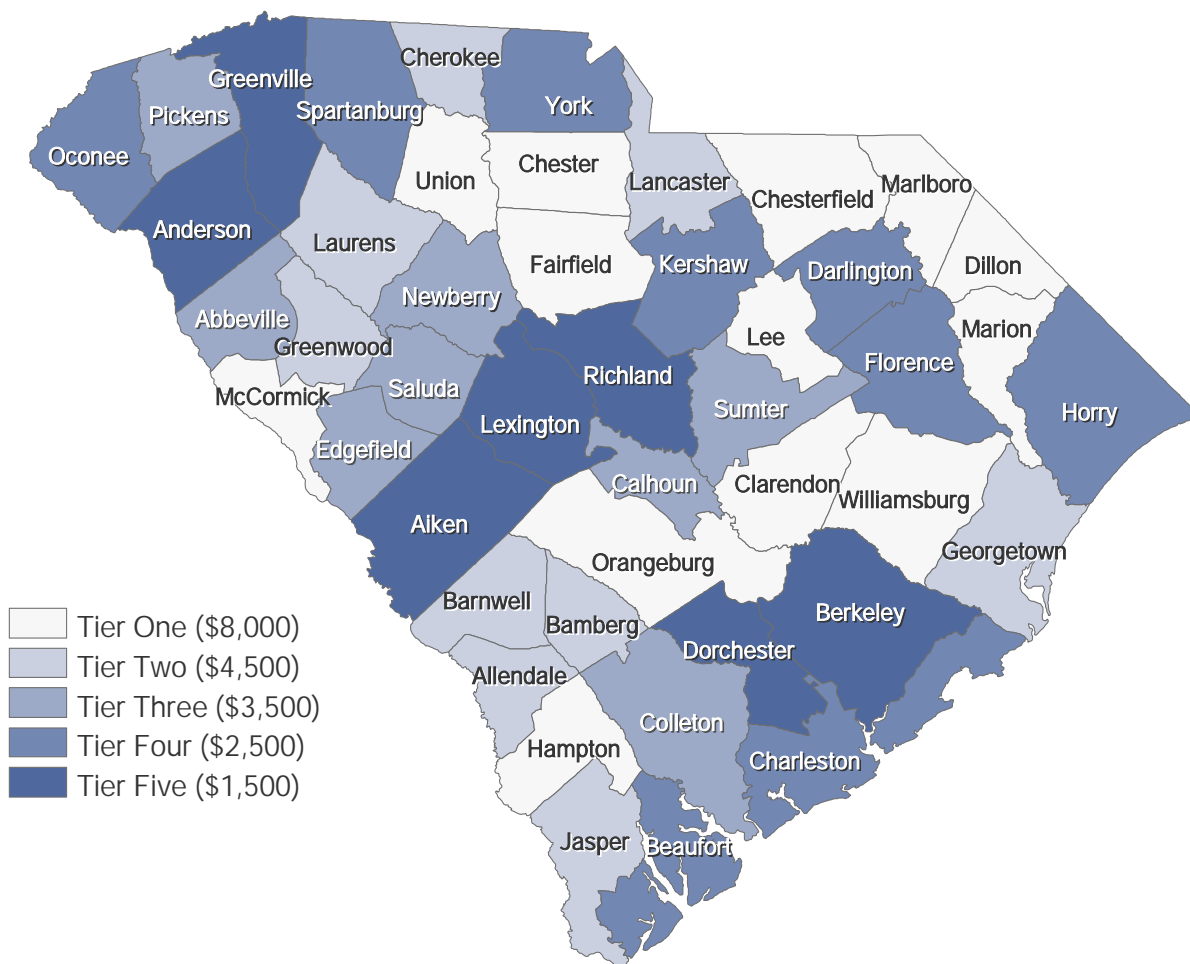 Cherokee
Greenville
York
Spartanburg
Pickens
Oconee
Chester
Union
Lancaster
Marlboro
Chesterfield
Anderson
Laurens
Fairfield
Kershaw
Darlington
Dillon
Newberry
Abbeville
Marion
Lee
Greenwood
Florence
Richland
Saluda
McCormick
Sumter
Horry
Lexington
Edgefield
Calhoun
Clarendon
Williamsburg
Aiken
Georgetown
Orangeburg
Barnwell
Berkeley
Bamberg
Dorchester
Allendale
Colleton
Hampton
Charleston
Jasper
Beaufort
Tier One ($8,000)
Tier Two ($4,500)
Tier Three ($3,500)
Tier Four ($2,500)
Tier Five ($1,500)